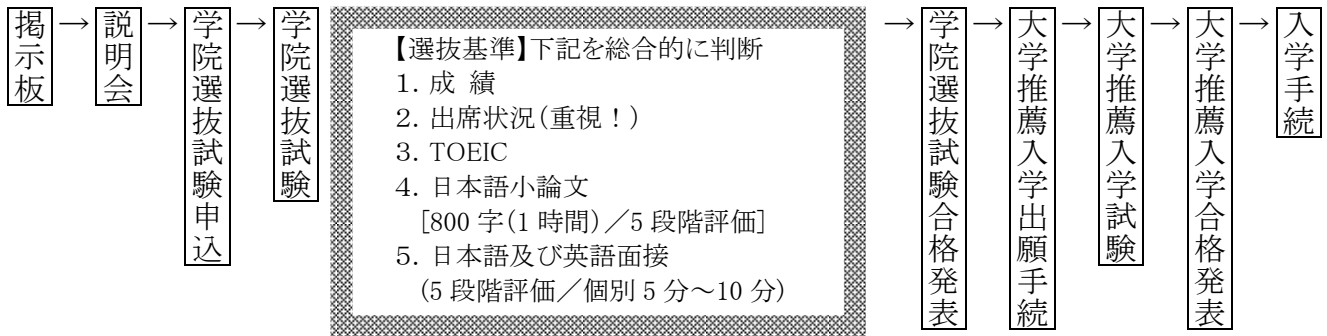 掲示板
→
説明会
→
学院選抜試験申込
→
学院選抜試験
【選抜基準】下記を総合的に判断
1. 成 績
2. 出席状況(重視！)
3. TOEIC
4. 日本語小論文
[800 字(1 時間)／5 段階評価]
5. 日本語及び英語面接
(5 段階評価／個別 5 分～10 分)
→
学院選抜試験合格発表
→
大学推薦入学出願手続
→
大学推薦入学試験
→
大学推薦入学合格発表
→
入学手続